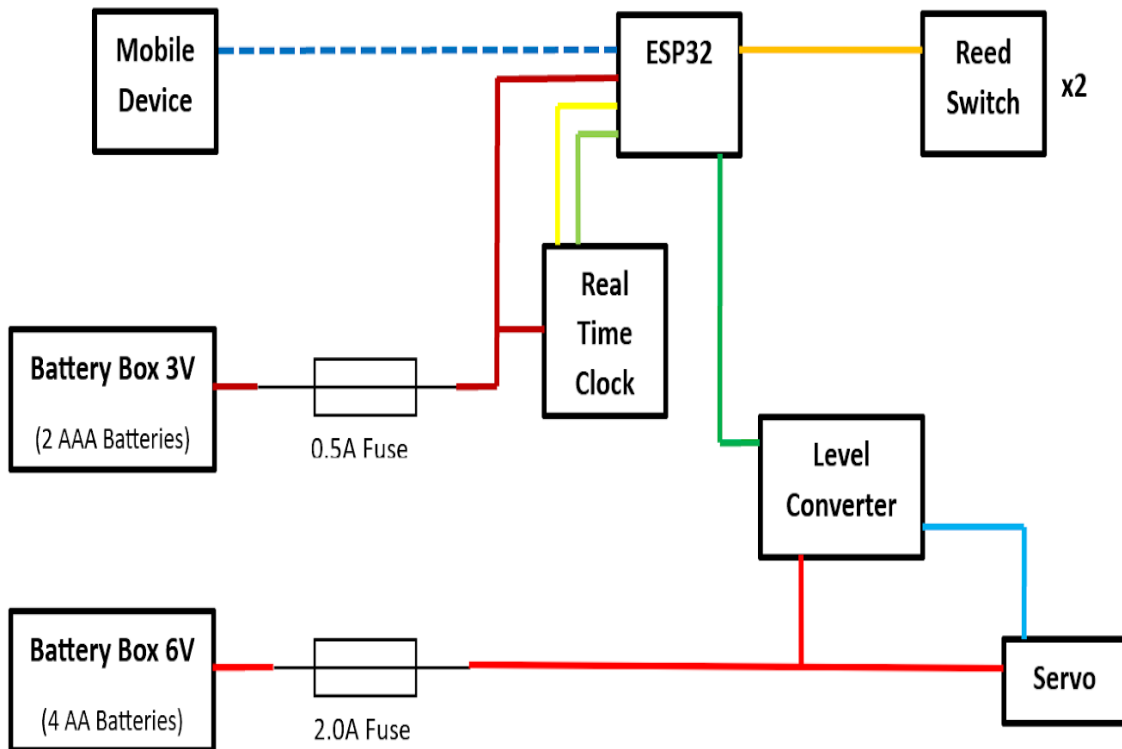 Mobile
Device
ESP32
Reed
Switch
x2
Real
Time
Clock
Battery Box 3V
(2 AAA Batteries)
0.5A Fuse
Level
Converter
Battery Box 6V
(4 AA Batteries)
2.0A Fuse
Servo